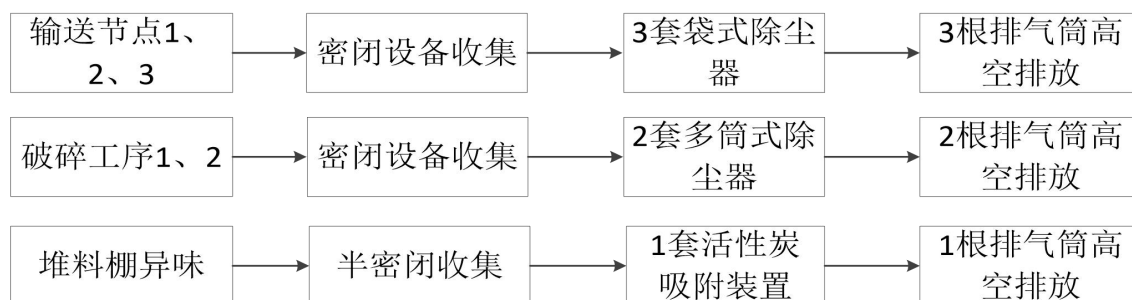 输送节点1、
2、3
密闭设备收集
3套袋式除尘
器
3根排气筒高
空排放
破碎工序1、2
密闭设备收集
2套多筒式除
尘器
2根排气筒高
空排放
堆料棚异味
半密闭收集
1套活性炭
吸附装置
1根排气筒高
空排放